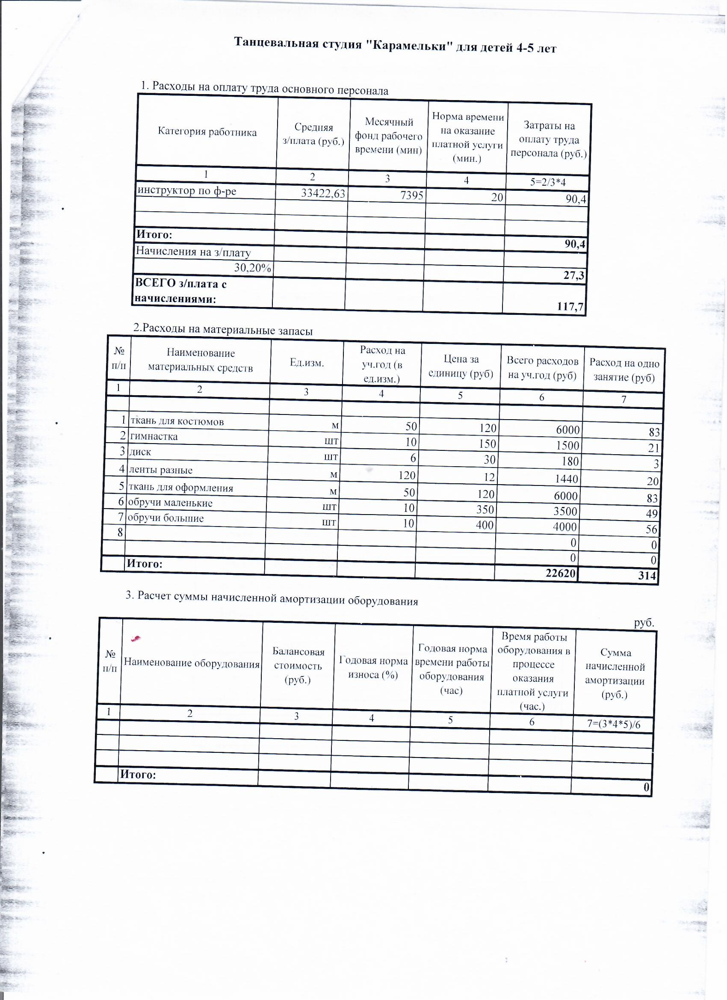 Танцевальная студия "Карамельки" для детей 4-5 лет
1. Расходы на оплату труда основного персонала
Категория работника
Средняя
з/плата (руб.)
Месячный
фонд рабочего
времени (мин)
Норма времени
на оказание
платной услуги
(мин.)
Затраты на
оплату труда
персонала (руб.)
1 2 3 4 5=2/3*4
инструктор по ф-ре 33422,63 7395 20 90,4
Итого: 90,4
Начисления на з/плату
30,20% 27,3
ВСЕГО з/плата с
начислениями: 117,7
2.Расходы на материальные запасы
№
п/п
Наименование
материальных средств
Ед.изм.
Расход на
уч.год (в
ед.изм.)
Цена за
единицу (руб)
Всего расходов
на уч.год (руб)
Расход на одно
занятие (руб)
1 2 3 4 5 6 7
1 ткань для костюмов м 50 120 6000 83
2 гимнастка шт 10 150 1500 21
3 диск шт 6 30 180 3
4 ленты разные м 120 12 1440 20
5 ткань для оформления м 50 120 6000 83
6 обручи маленькие шт 10 350 3500 49
7 обручи большие шт 10 400 4000 56
8 0 0
0 0
Итого: 22620 314
3. Расчет суммы начисленной амортизации оборудования
руб.
№
п/п
Наименование оборудования
Балансовая
стоимость
(руб.)
Годовая норма
износа (%)
Годовая норма
времени работы
оборудования
(час)
Время работы
оборудования в
процессе
оказания
платной услуги
(час.)
Сумма
начисленной
амортизации
(руб.)
1 2 3 4 5 6 7=(3*4*5)/6
Итого: 0